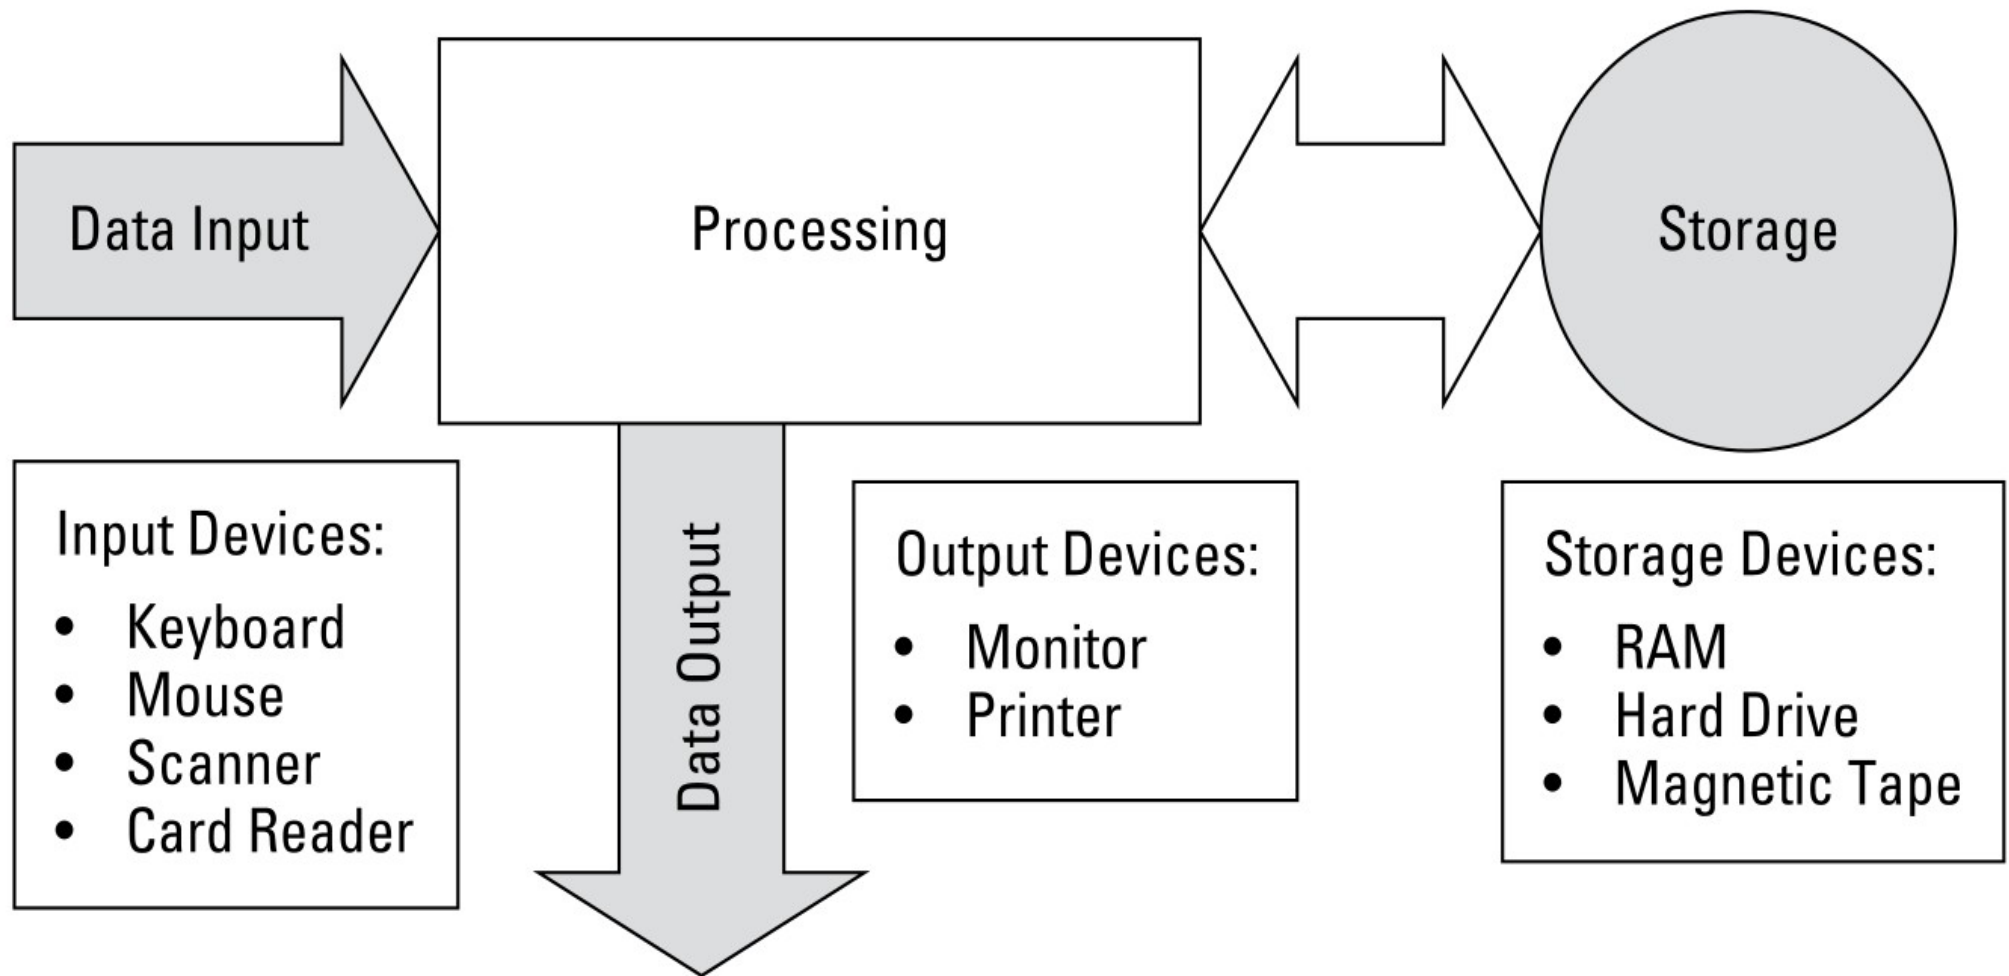 Data Input
Processing
Storage
Input Devices:
• Keyboard
• Mouse
• Scanner
• Card Reader
Data Output
Output Devices:
• Monitor
• Printer
Storage Devices:
• RAM
• Hard Drive
• Magnetic Tape